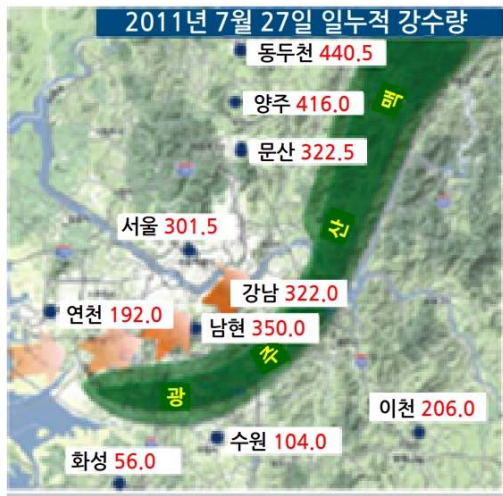 2011년 7월 27일 일누적 강수량
동두천 440.5
맥
양주 416.0
문산 322.5
산
서울 301.5
강남 322.0
연천 192.0
남현 350.0
주
광
이천 206.0
수원 104.0
화성 56.0